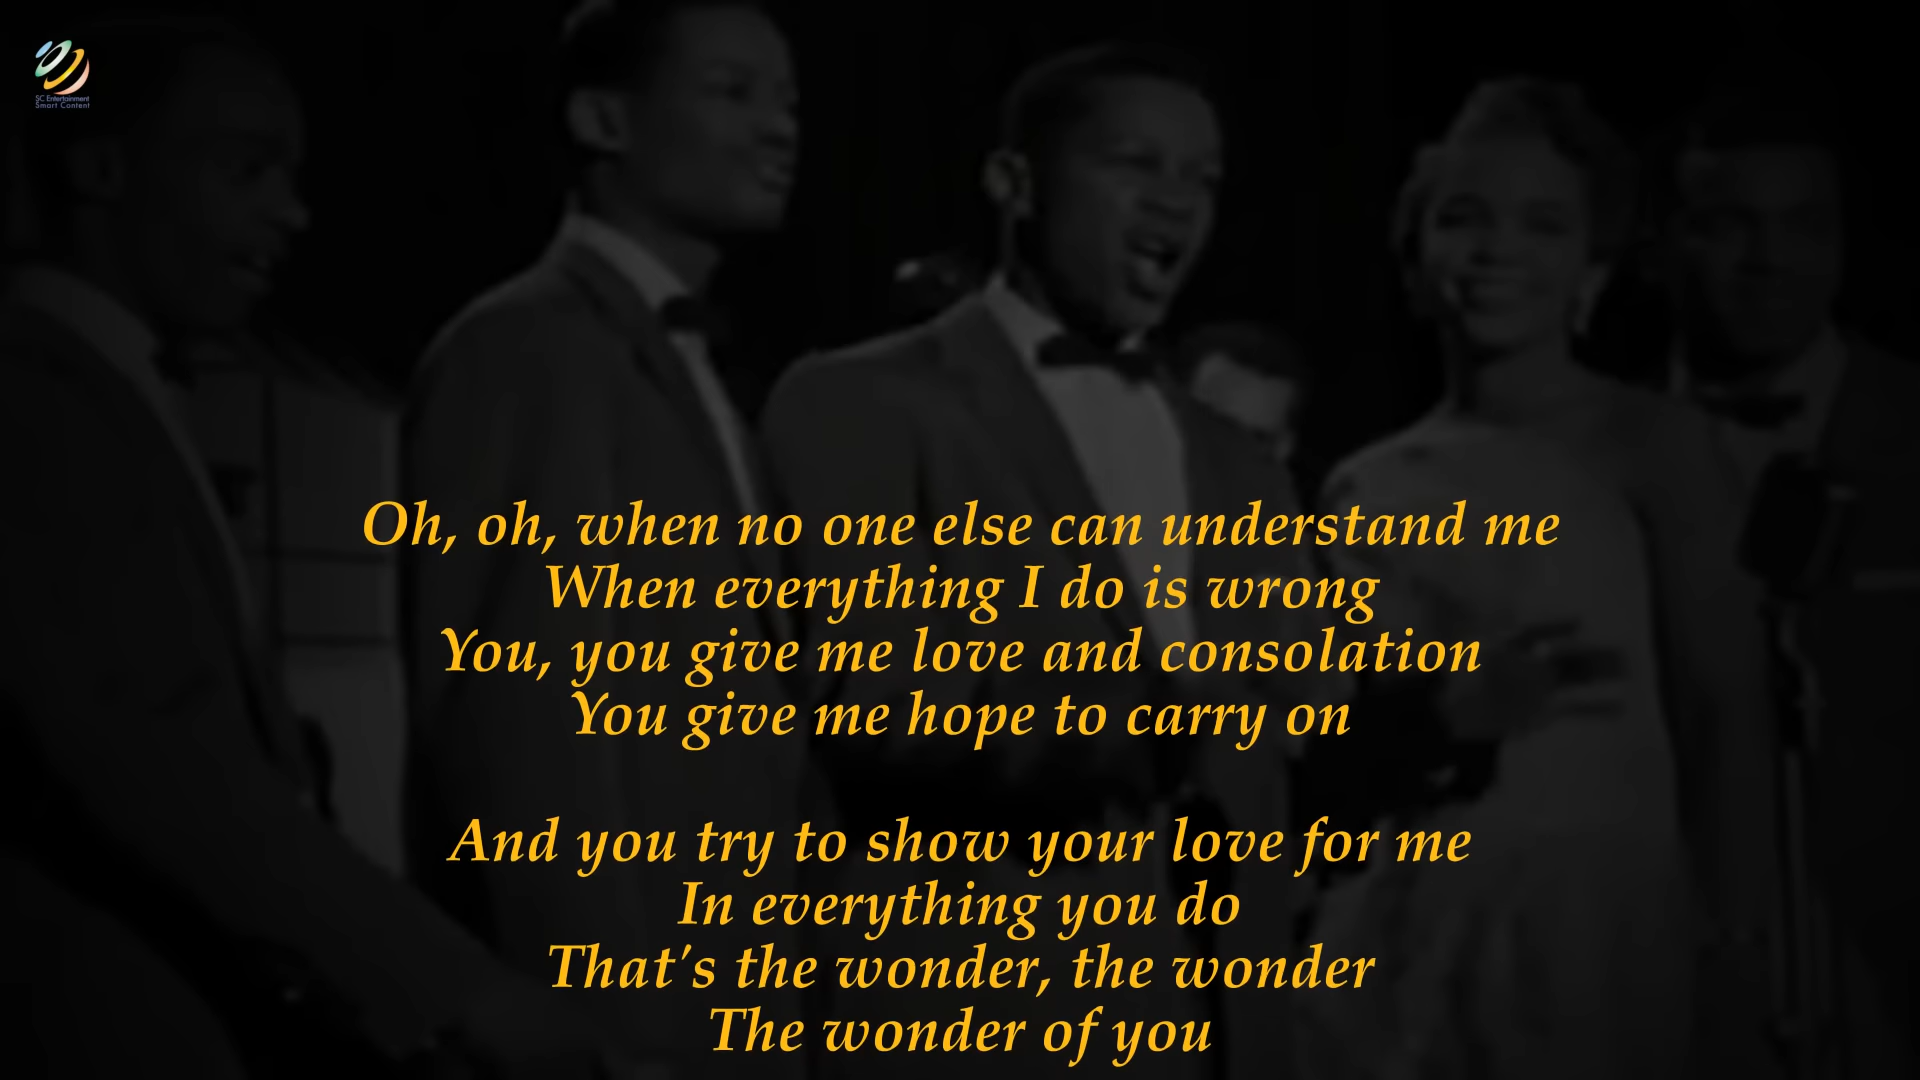 SC Entertainment
Smart Content
Oh, oh, when no one else can understand me
When everything I do is wrong
You, you give me love and consolation
You give me hope to carry on
And you try to show your love for me
In everything you do
That's the wonder, the wonder
The wonder of you